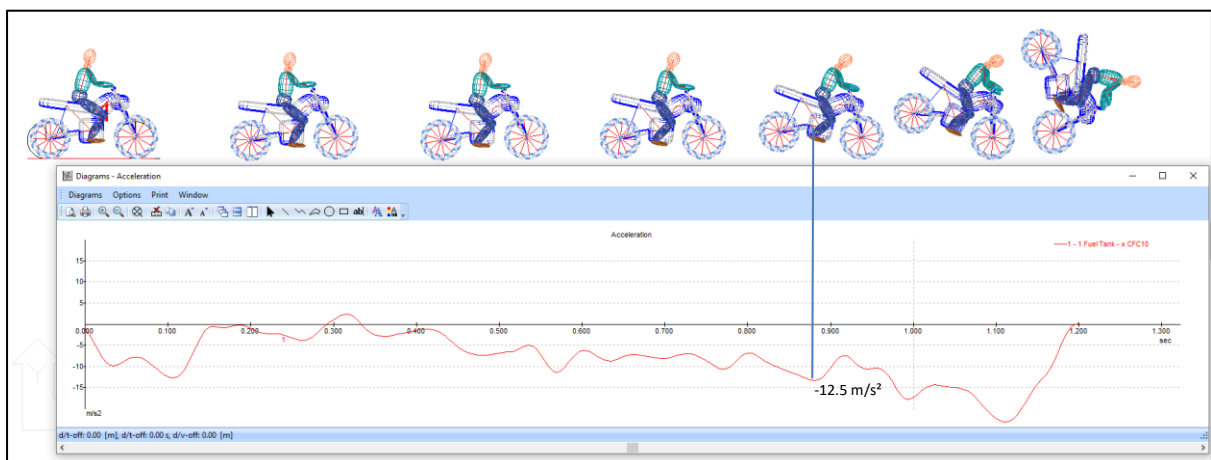 Diagrams - Acceleration
Diagrams Options Print Window
A+ A- abl
Acceleration
1 - 1 Fuel Tank - x CFC10
15
10
5
0.000 0.100 0.200 0.300 0.400 0.500 0.600 0.700 0.800 0.900 1.000 1.100 1.200 1.300
sec
1
-5
-10
-15
-12.5 m/s²
m/s2
d/t-off: 0.00 [m], d/t-off: 0.00 s, d/v-off: 0.00 [m]